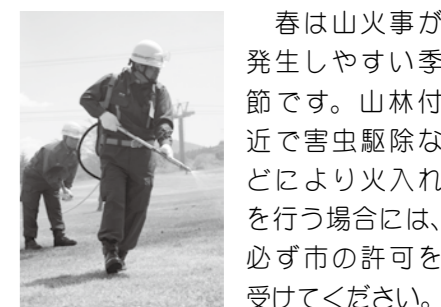 春は山火事が
発生しやすい季
節です。山林付
近で害虫駆除な
どにより火入れ
を行う場合には、
必ず市の許可を
受けてください。